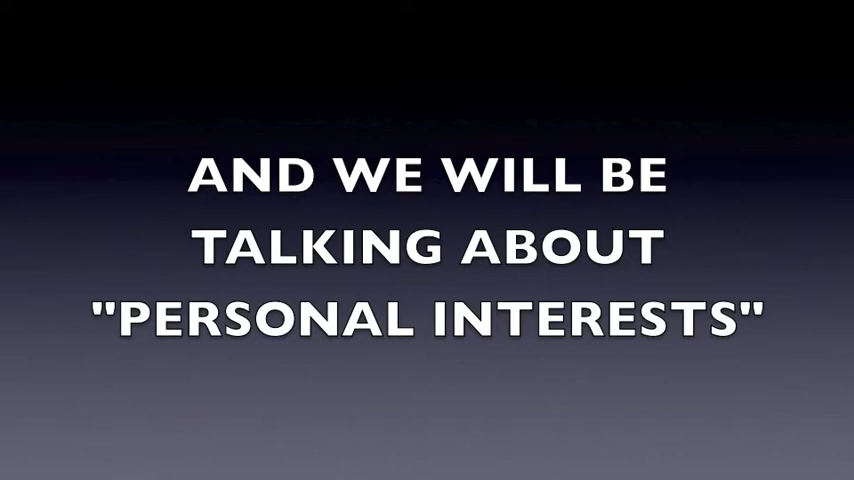 AND WE WILL BE
TALKING ABOUT
"PERSONAL INTERESTS"